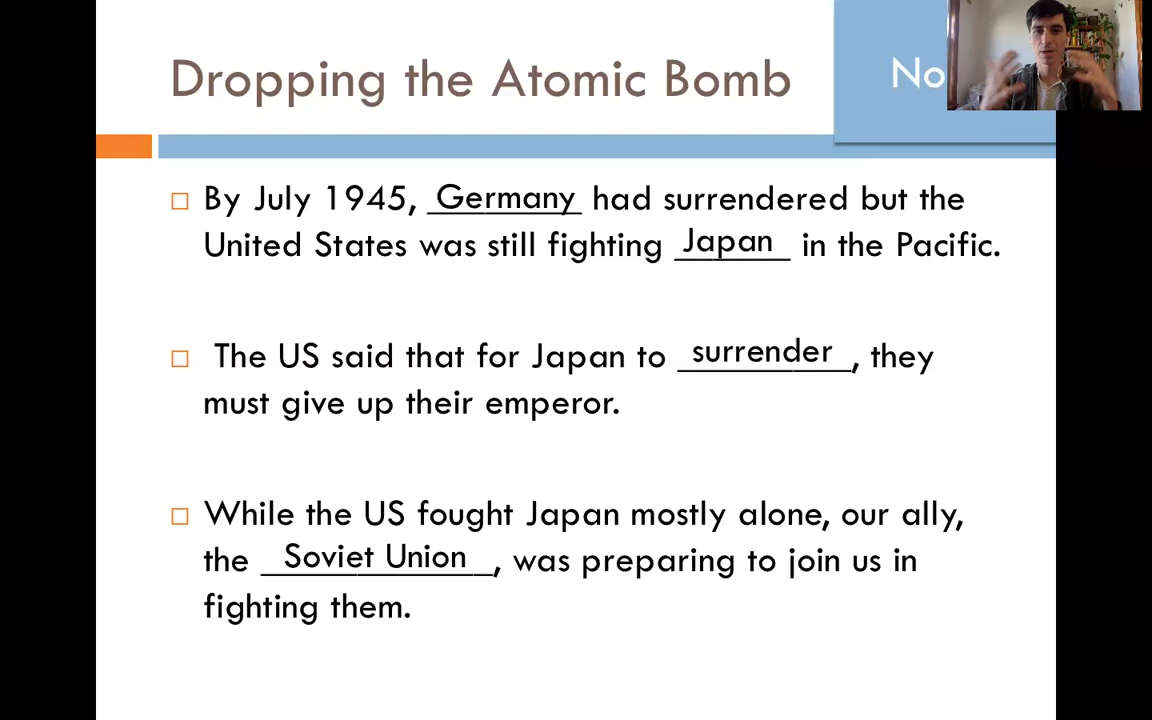 Dropping the Atomic Bomb
By July 1945, Germany had surrendered but the
United States was still fighting Japan in the Pacific.
The US said that for Japan to surrender, they
must give up their emperor.
While the US fought Japan mostly alone, our ally,
the Soviet Union, was preparing to join us in
fighting them.